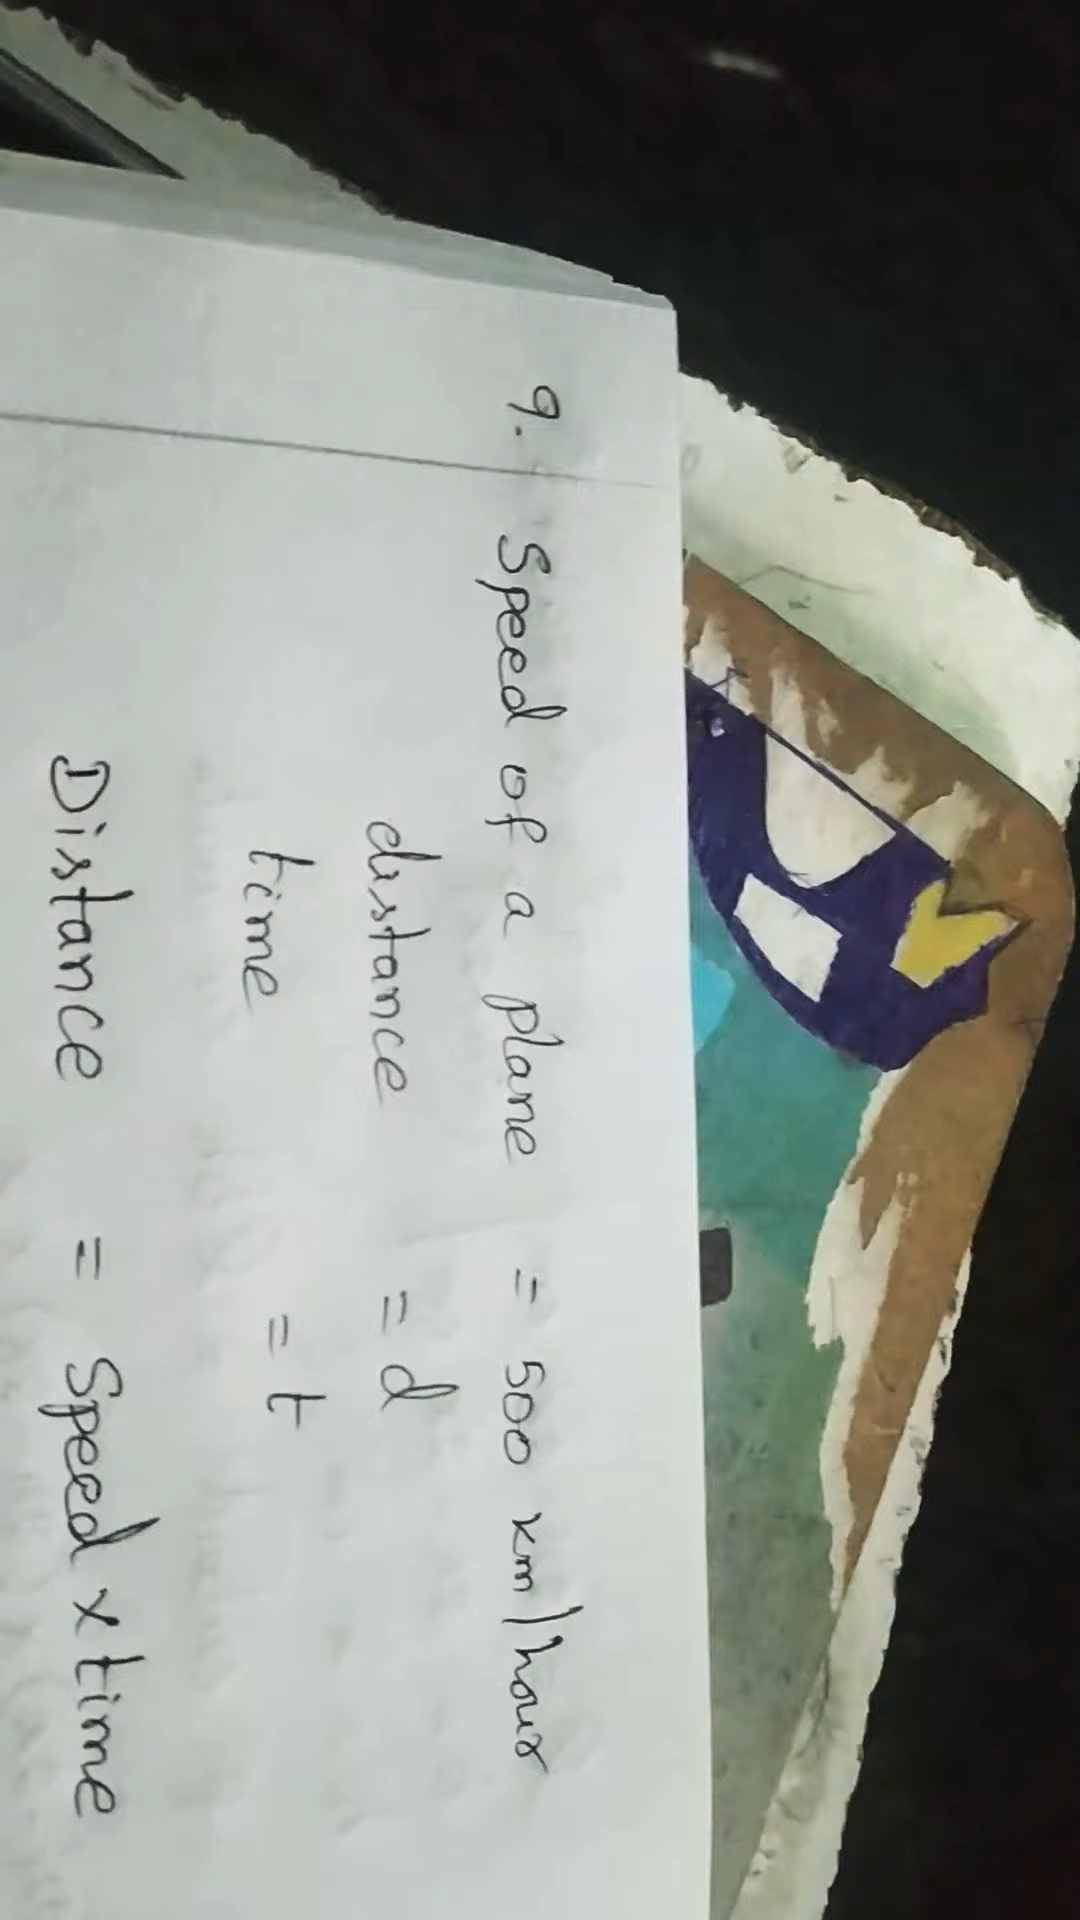 9. Speed of a plane = 500 km/hour
distance = d
time = t
Distance = Speed x time